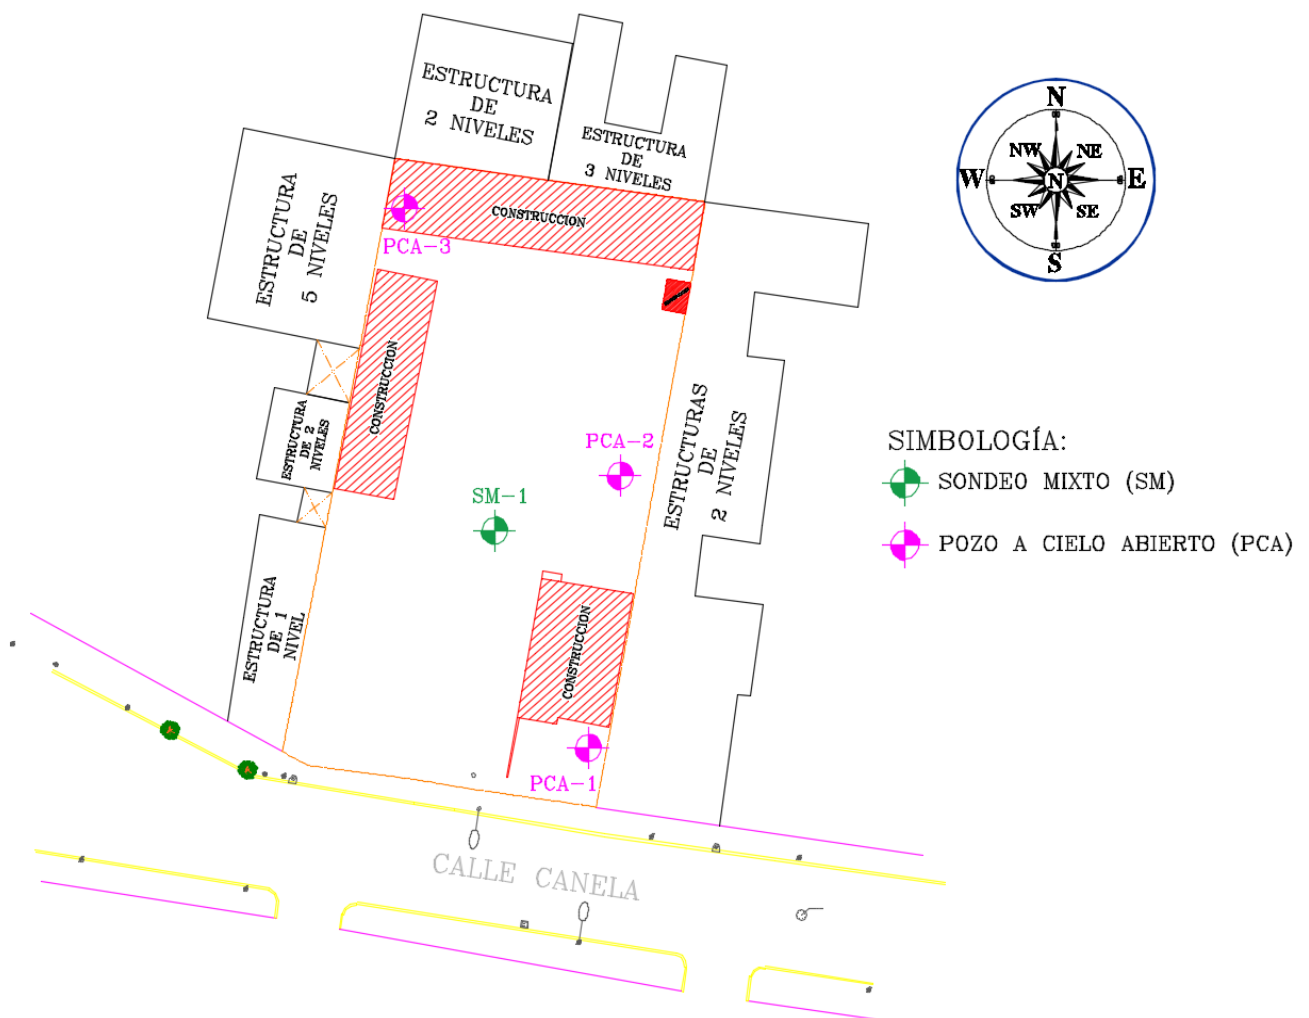 ESTRUCTURA
DE
2 NIVELES
ESTRUCTURA
DE
3 NIVELES
N
NW
NE
W
N
E
SW
SE
S
ESTRUCTURA
DE
5 NIVELES
CONSTRUCCION
PCA-3
CONSTRUCCION
ESTRUCTURA
DE 2
NIVELES
PCA-2
ESTRUCTURAS
DE
2 NIVELES
SIMBOLOGÍA:
SONDEO MIXTO (SM)
POZO A CIELO ABIERTO (PCA)
SM-1
ESTRUCTURA
DE 1
NIVEL
CONSTRUCCION
PCA-1
CALLE CANELA